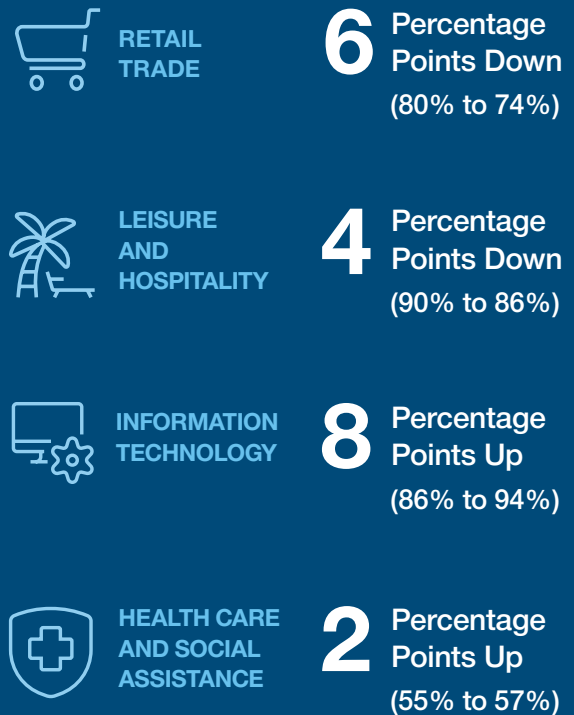 RETAIL
TRADE
6 Percentage
Points Down
(80% to 74%)
LEISURE
AND
HOSPITALITY
4 Percentage
Points Down
(90% to 86%)
INFORMATION
TECHNOLOGY
8 Percentage
Points Up
(86% to 94%)
HEALTH CARE
AND SOCIAL
ASSISTANCE
2 Percentage
Points Up
(55% to 57%)